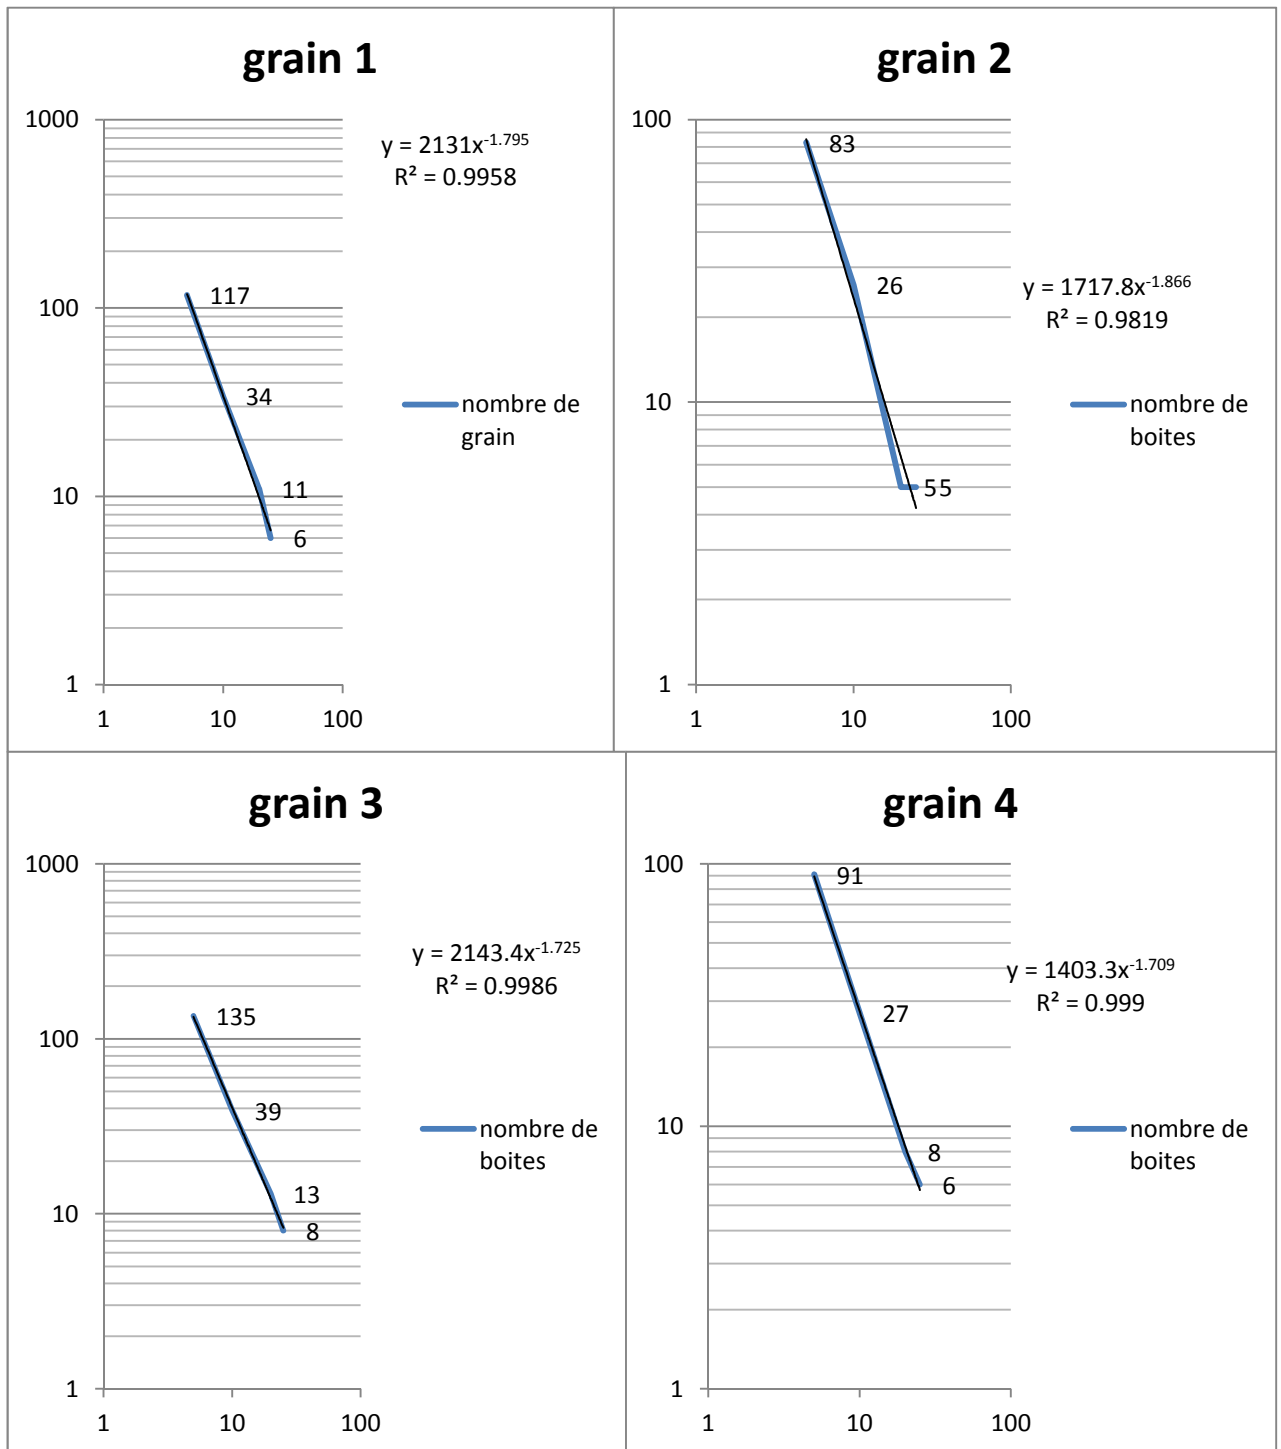 grain 1
1000
100
10
1
1
10
100
117
34
11
6
y = 2131x^-1.795
R² = 0.9958
nombre de
grain
grain 2
100
10
1
1
10
100
83
26
5 5
y = 1717.8x^-1.866
R² = 0.9819
nombre de
boites
grain 3
1000
100
10
1
1
10
100
135
39
13
8
y = 2143.4x^-1.725
R² = 0.9986
nombre de
boites
grain 4
100
10
1
1
10
100
91
27
8
6
y = 1403.3x^-1.709
R² = 0.999
nombre de
boites